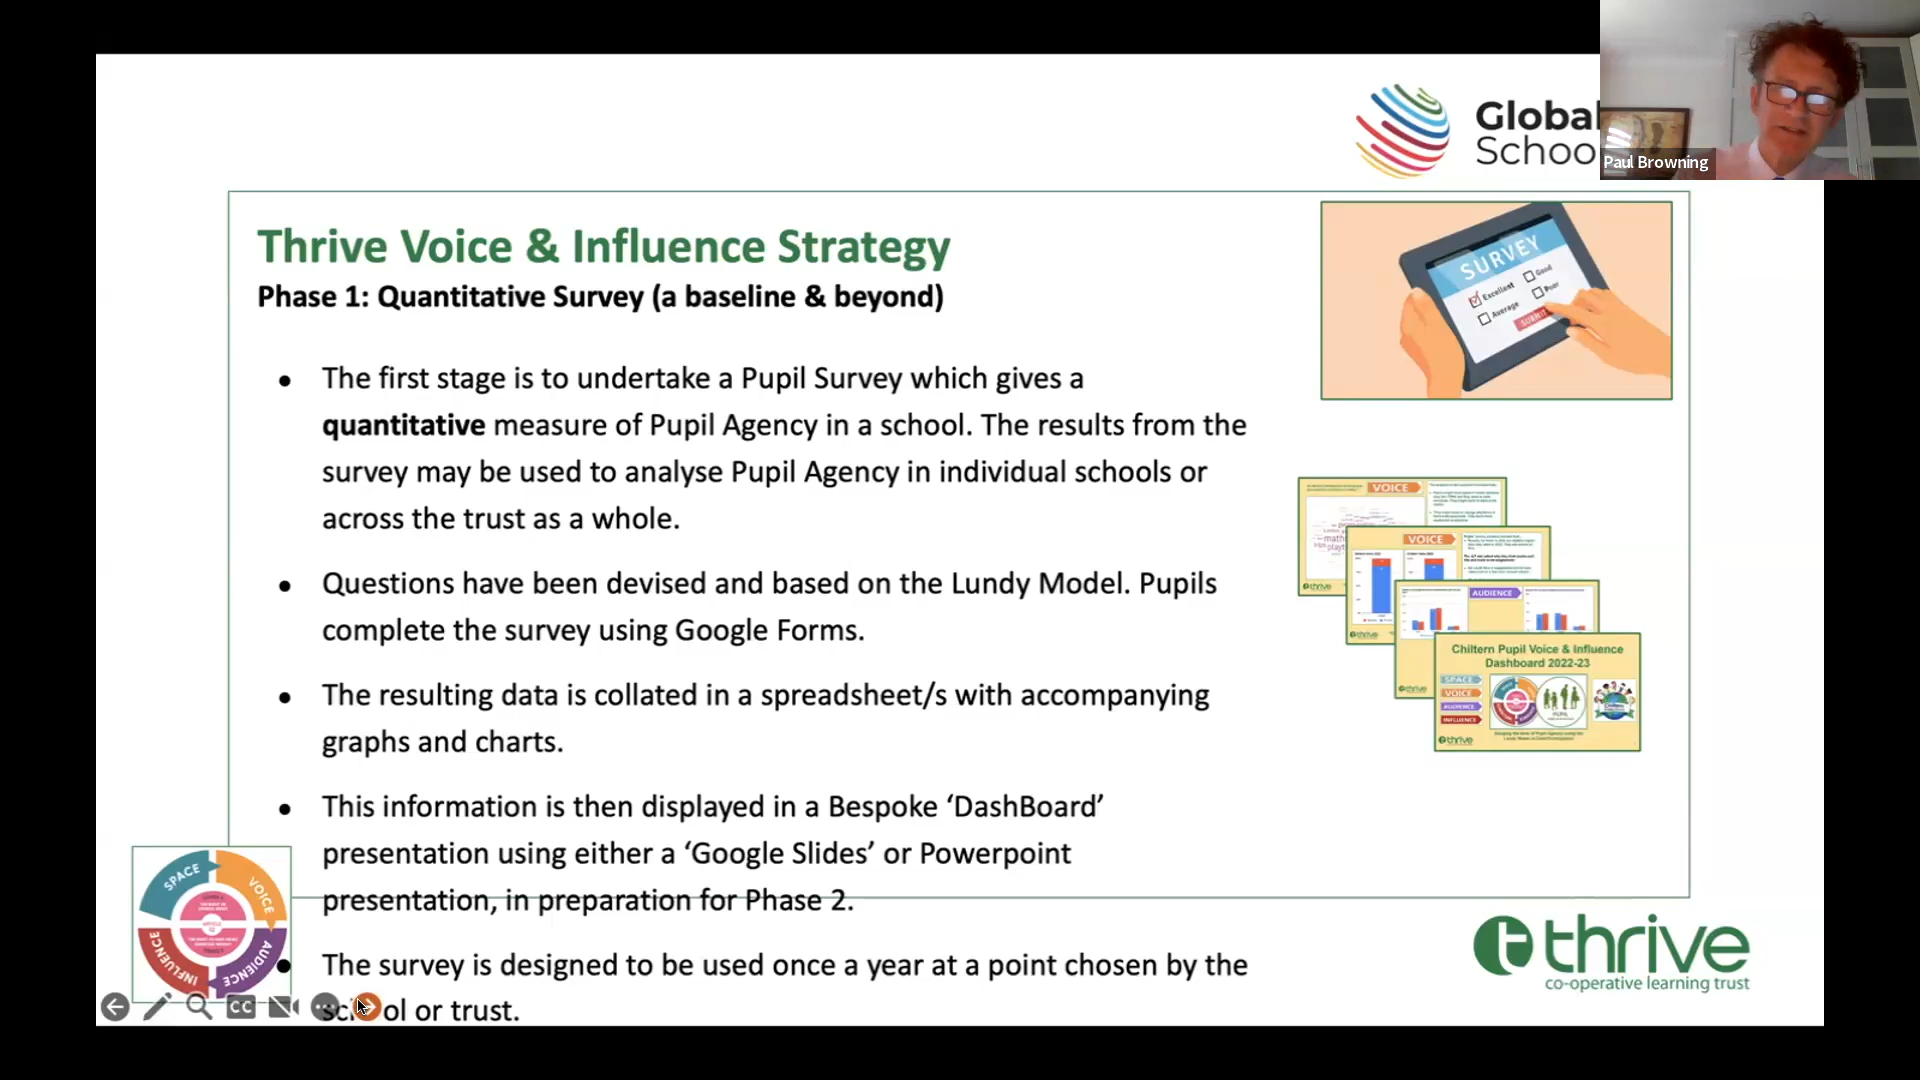 Global
Schoo
Paul Browning
Thrive Voice & Influence Strategy
Phase 1: Quantitative Survey (a baseline & beyond)
● The first stage is to undertake a Pupil Survey which gives a
quantitative measure of Pupil Agency in a school. The results from the
survey may be used to analyse Pupil Agency in individual schools or
across the trust as a whole.
● Questions have been devised and based on the Lundy Model. Pupils
complete the survey using Google Forms.
● The resulting data is collated in a spreadsheet/s with accompanying
graphs and charts.
● This information is then displayed in a Bespoke ‘DashBoard’
presentation using either a ‘Google Slides’ or Powerpoint
presentation, in preparation for Phase 2.
● The survey is designed to be used once a year at a point chosen by the
ol or trust.
SURVEY
Excellent
Good
Average
Poor
SUBMIT
VOICE
VOICE
AUDIENCE
thrive
thrive
thrive
Chiltern Pupil Voice & Influence
Dashboard 2022-23
SPACE
VOICE
AUDIENCE
INFLUENCE
thrive
SPACE
VOICE
AUDIENCE
INFLUENCE
CC
thrive
co-operative learning trust